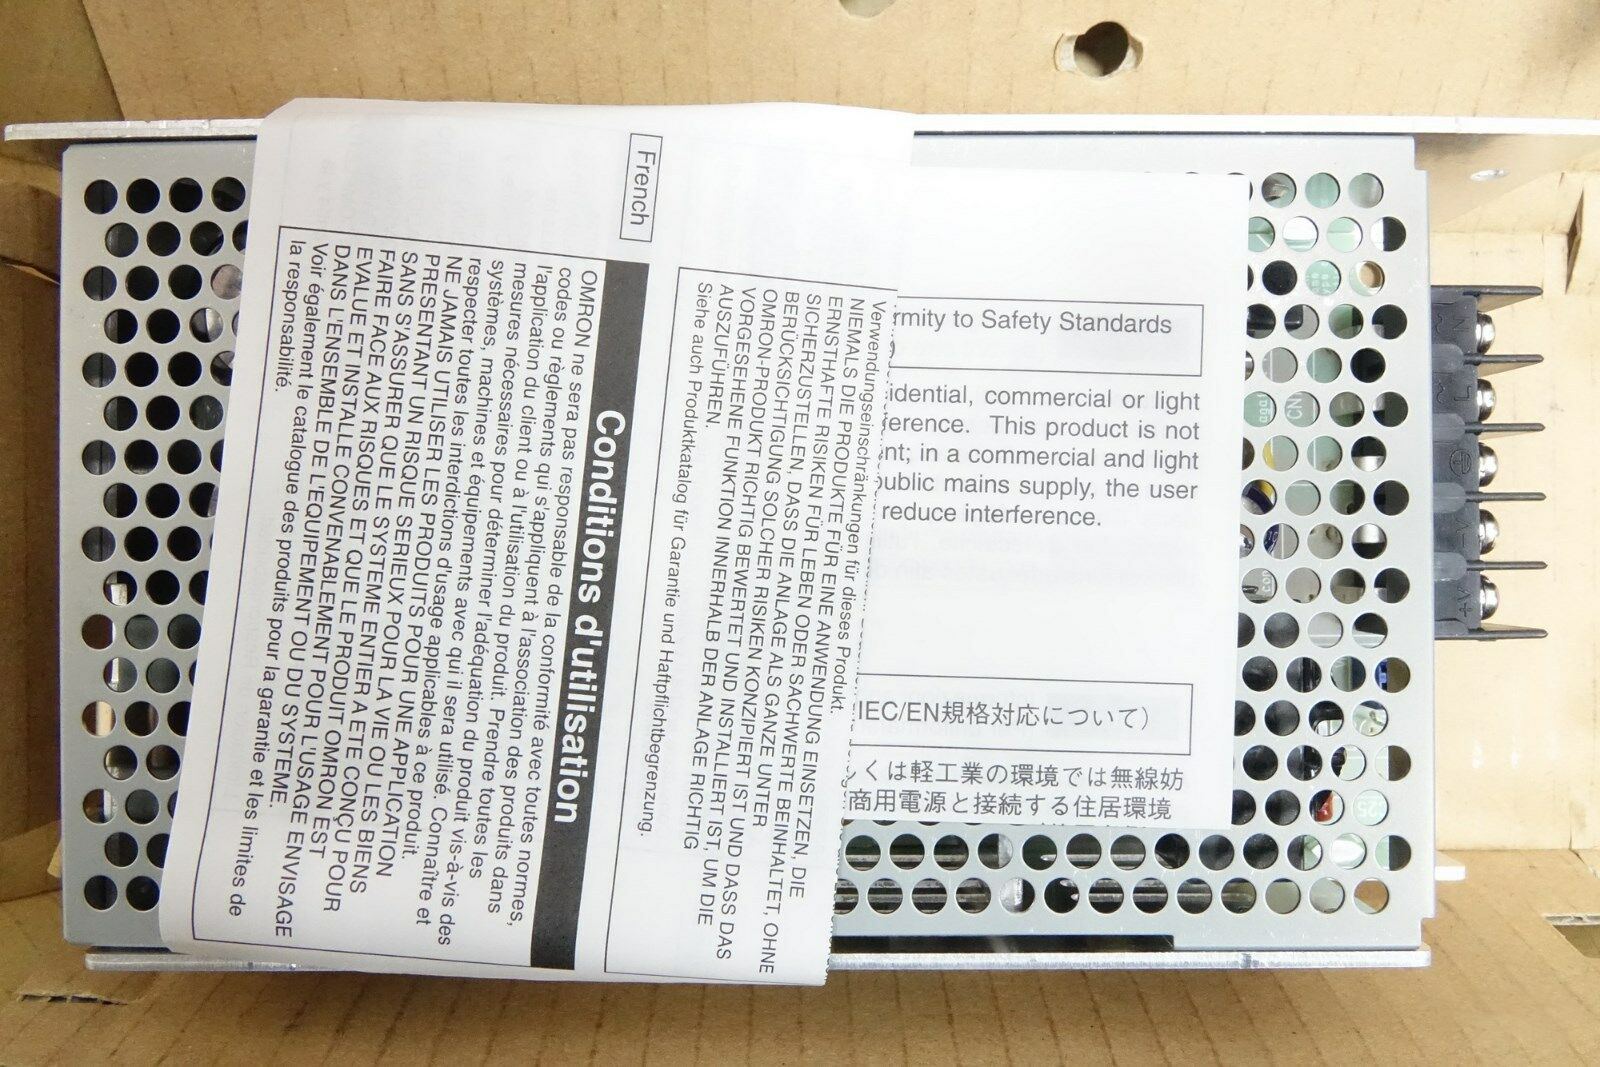 French
Conditions d'utilisation
OMRON ne sera pas responsable de la conformité avec toutes normes,
codes ou règlements qui s'appliquent à l'association des produits dans
l'application du client ou à l'utilisation du produit. Prendre toutes les
mesures nécessaires pour déterminer l'adéquation du produit vis-à-vis des
systèmes, machines et équipements avec qui il sera utilisé. Connaître et
respecter toutes les interdictions d'usage applicables à ce produit.
NE JAMAIS UTILISER LES PRODUITS POUR UNE APPLICATION
PRESENTANT UN RISQUE SERIEUX POUR LA VIE OU LES BIENS
SANS S'ASSURER QUE LE SYSTEME ENTIER A ETE CONÇU POUR
FAIRE FACE AUX RISQUES ET QUE LE PRODUIT OMRON EST
EVALUE ET INSTALLE CONVENABLEMENT POUR L'USAGE ENVISAGE
DANS L'ENSEMBLE DE L'EQUIPEMENT OU DU SYSTEME.
Voir également le catalogue des produits pour la garantie et les limites de
la responsabilité.
Verwendungseinschränkungen für dieses Produkt.
NIEMALS DIE PRODUKTE FÜR EINE ANWENDUNG EINSETZEN, DIE
ERNSTHAFTE RISIKEN FÜR LEBEN ODER SACHWERTE BEINHALTET, OHNE
SICHERZUSTELLEN, DASS DIE ANLAGE ALS GANZE UNTER
BERÜCKSICHTIGUNG SOLCHER RISIKEN KONZIPIERT IST UND DASS DAS
OMRON-PRODUKT RICHTIG BEWERTET UND INSTALLIERT IST, UM DIE
VORGESEHENE FUNKTION INNERHALB DER ANLAGE RICHTIG
AUSZUFÜHREN.
Siehe auch Produktkatalog für Garantie und Haftpflichtbegrenzung.
rmity to Safety Standards
idential, commercial or light
erence. This product is not
nt; in a commercial and light
public mains supply, the user
reduce interference.
IEC/EN規格対応について）
くは軽工業の環境では無線妨
商用電源と接続する住居環境
N
L
-V
+V
CN